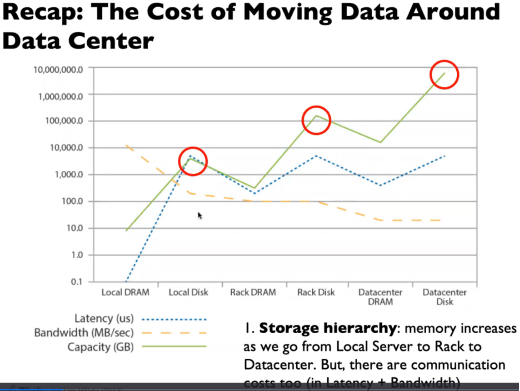 Recap: The Cost of Moving Data Around
Data Center
10,000,000.0
1,000,000.0
100,000.0
10,000.0
1,000.0
100.0
10.0
1.0
0.1
Local DRAM Local Disk Rack DRAM Rack Disk Datacenter DRAM Datacenter Disk
Latency (us)
Bandwidth (MB/sec)
Capacity (GB)
1. Storage hierarchy: memory increases
as we go from Local Server to Rack to
Datacenter. But, there are communication
costs too (in Latency + Bandwidth)